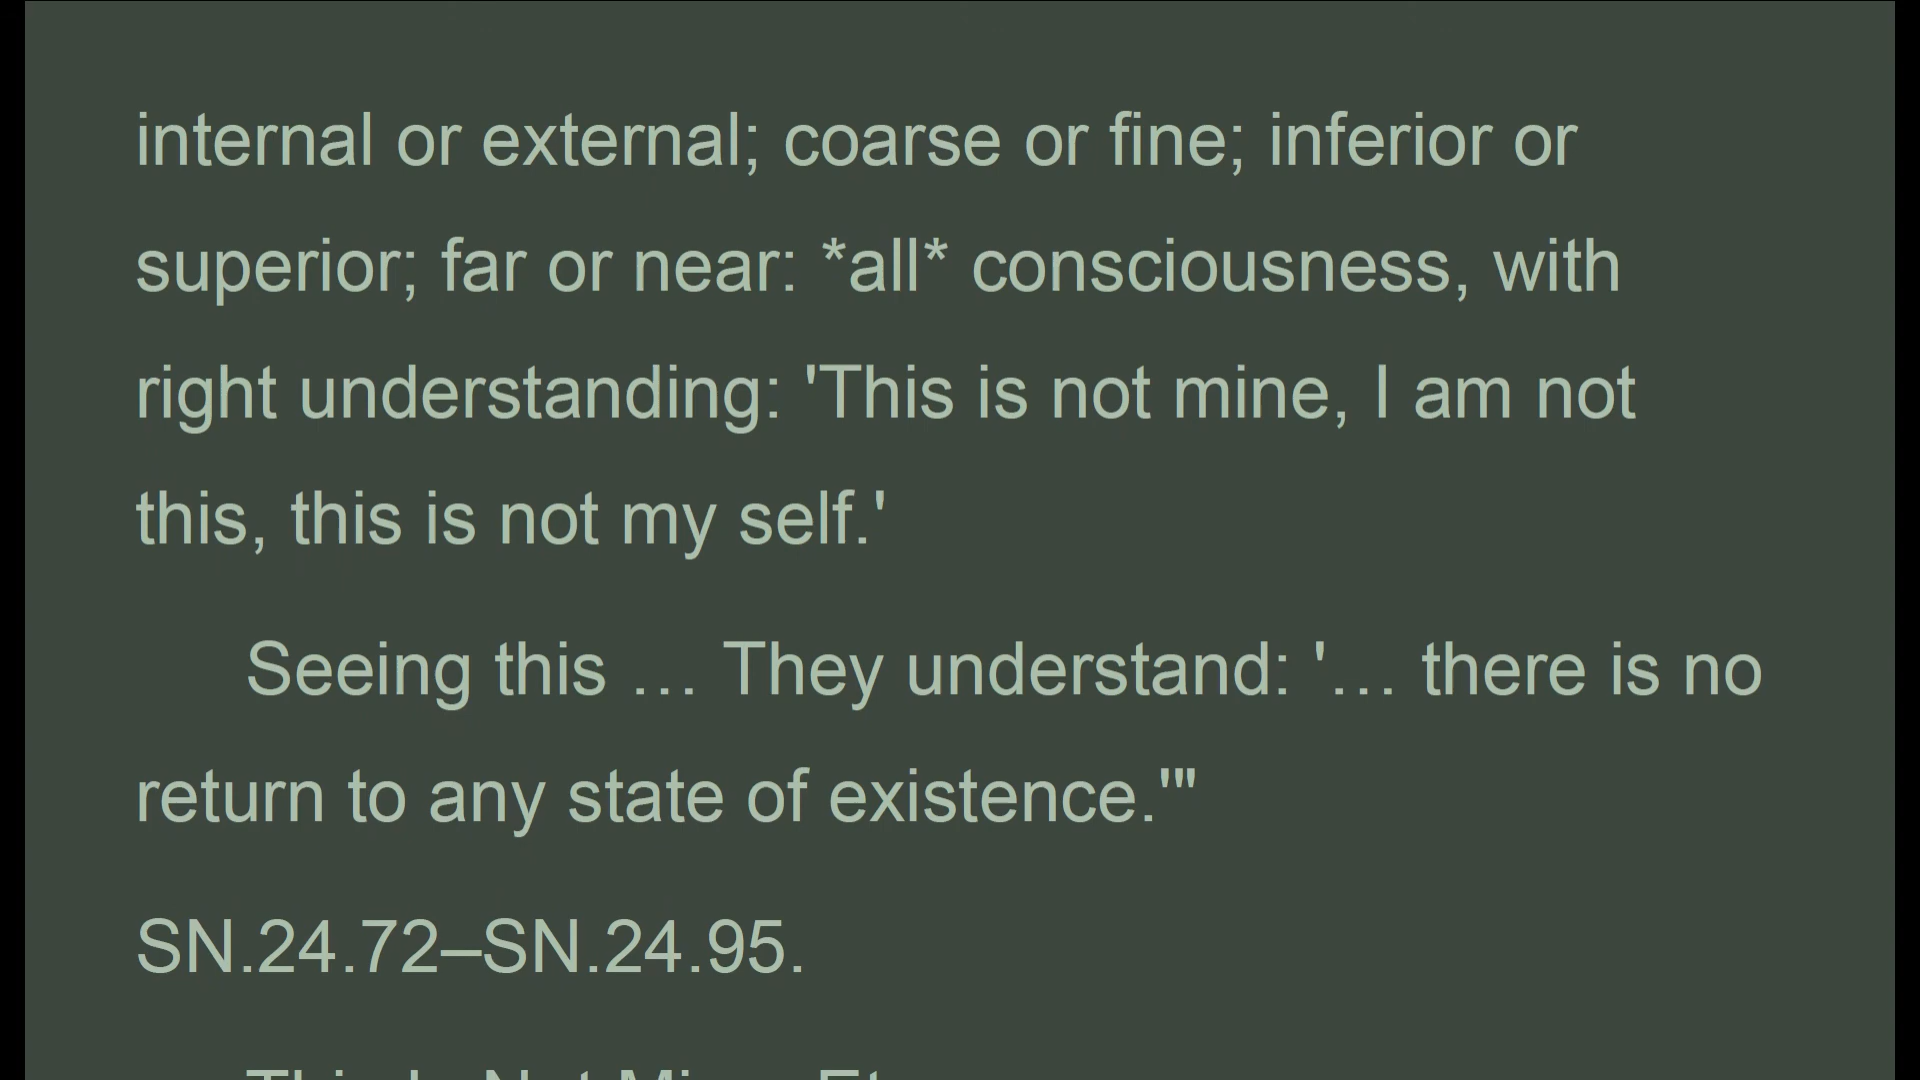 internal or external; coarse or fine; inferior or
superior; far or near: *all* consciousness, with
right understanding: 'This is not mine, I am not
this, this is not my self.'
Seeing this … They understand: '… there is no
return to any state of existence.'"
SN.24.72–SN.24.95.